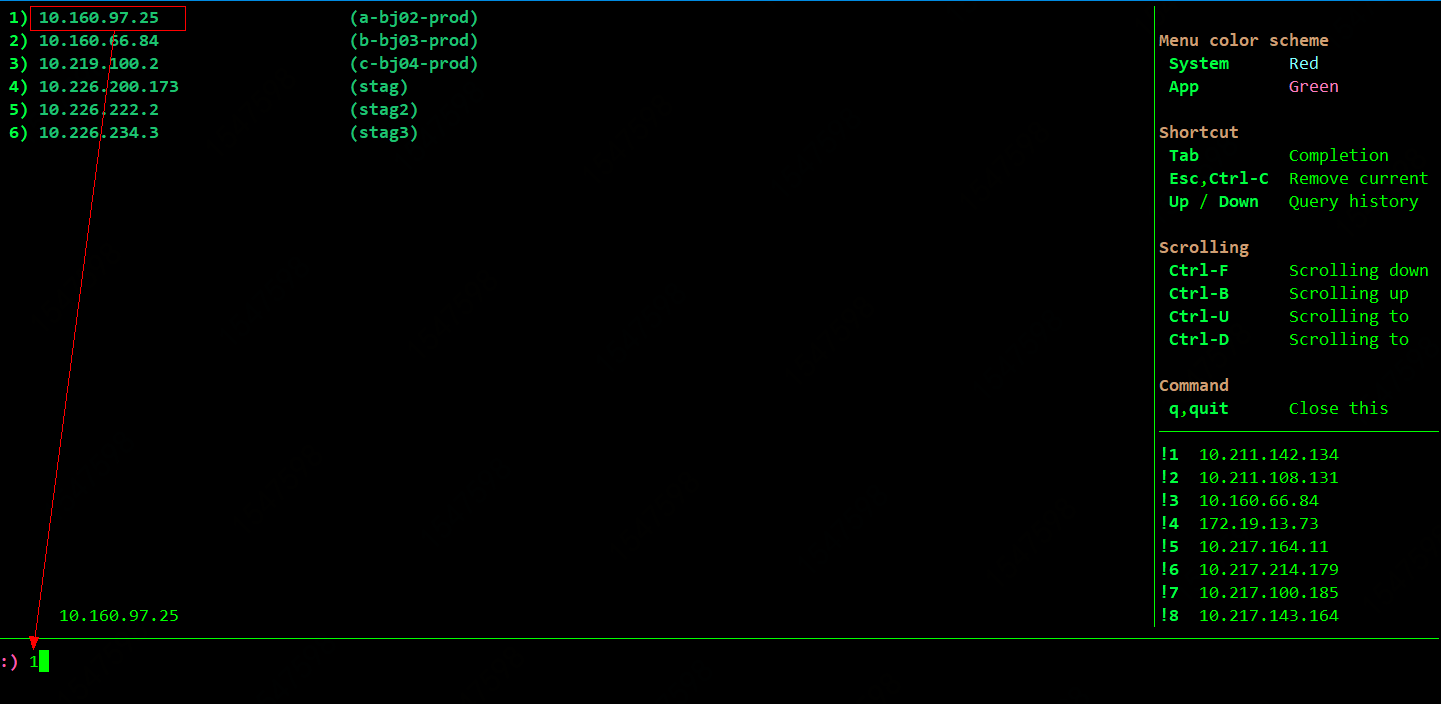 1) 10.160.97.25 (a-bj02-prod)
2) 10.160.66.84 (b-bj03-prod)
3) 10.219.100.2 (c-bj04-prod)
4) 10.226.200.173 (stag)
5) 10.226.222.2 (stag2)
6) 10.226.234.3 (stag3)
10.160.97.25
:) 1
Menu color scheme
System Red
App Green
Shortcut
Tab Completion
Esc,Ctrl-C Remove current
Up / Down Query history
Scrolling
Ctrl-F Scrolling down
Ctrl-B Scrolling up
Ctrl-U Scrolling to
Ctrl-D Scrolling to
Command
q,quit Close this
!1 10.211.142.134
!2 10.211.108.131
!3 10.160.66.84
!4 172.19.13.73
!5 10.217.164.11
!6 10.217.214.179
!7 10.217.100.185
!8 10.217.143.164